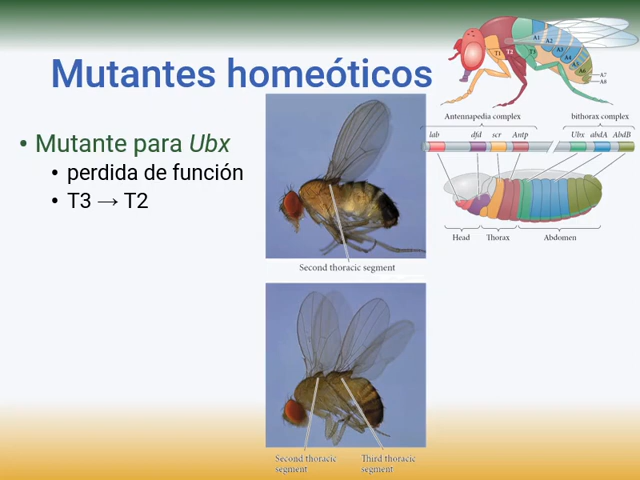 Mutantes homeóticos
• Mutante para Ubx
• perdida de función
• T3 → T2
Second thoracic segment
Second thoracic
segment
Third thoracic
segment
T1
T2
T3
A1
A2
A3
A4
A5
A6
A7
A8
Antennapedia complex
bithorax complex
lab
dfd
scr
Antp
Ubx
abdA
AbdB
Head
Thorax
Abdomen